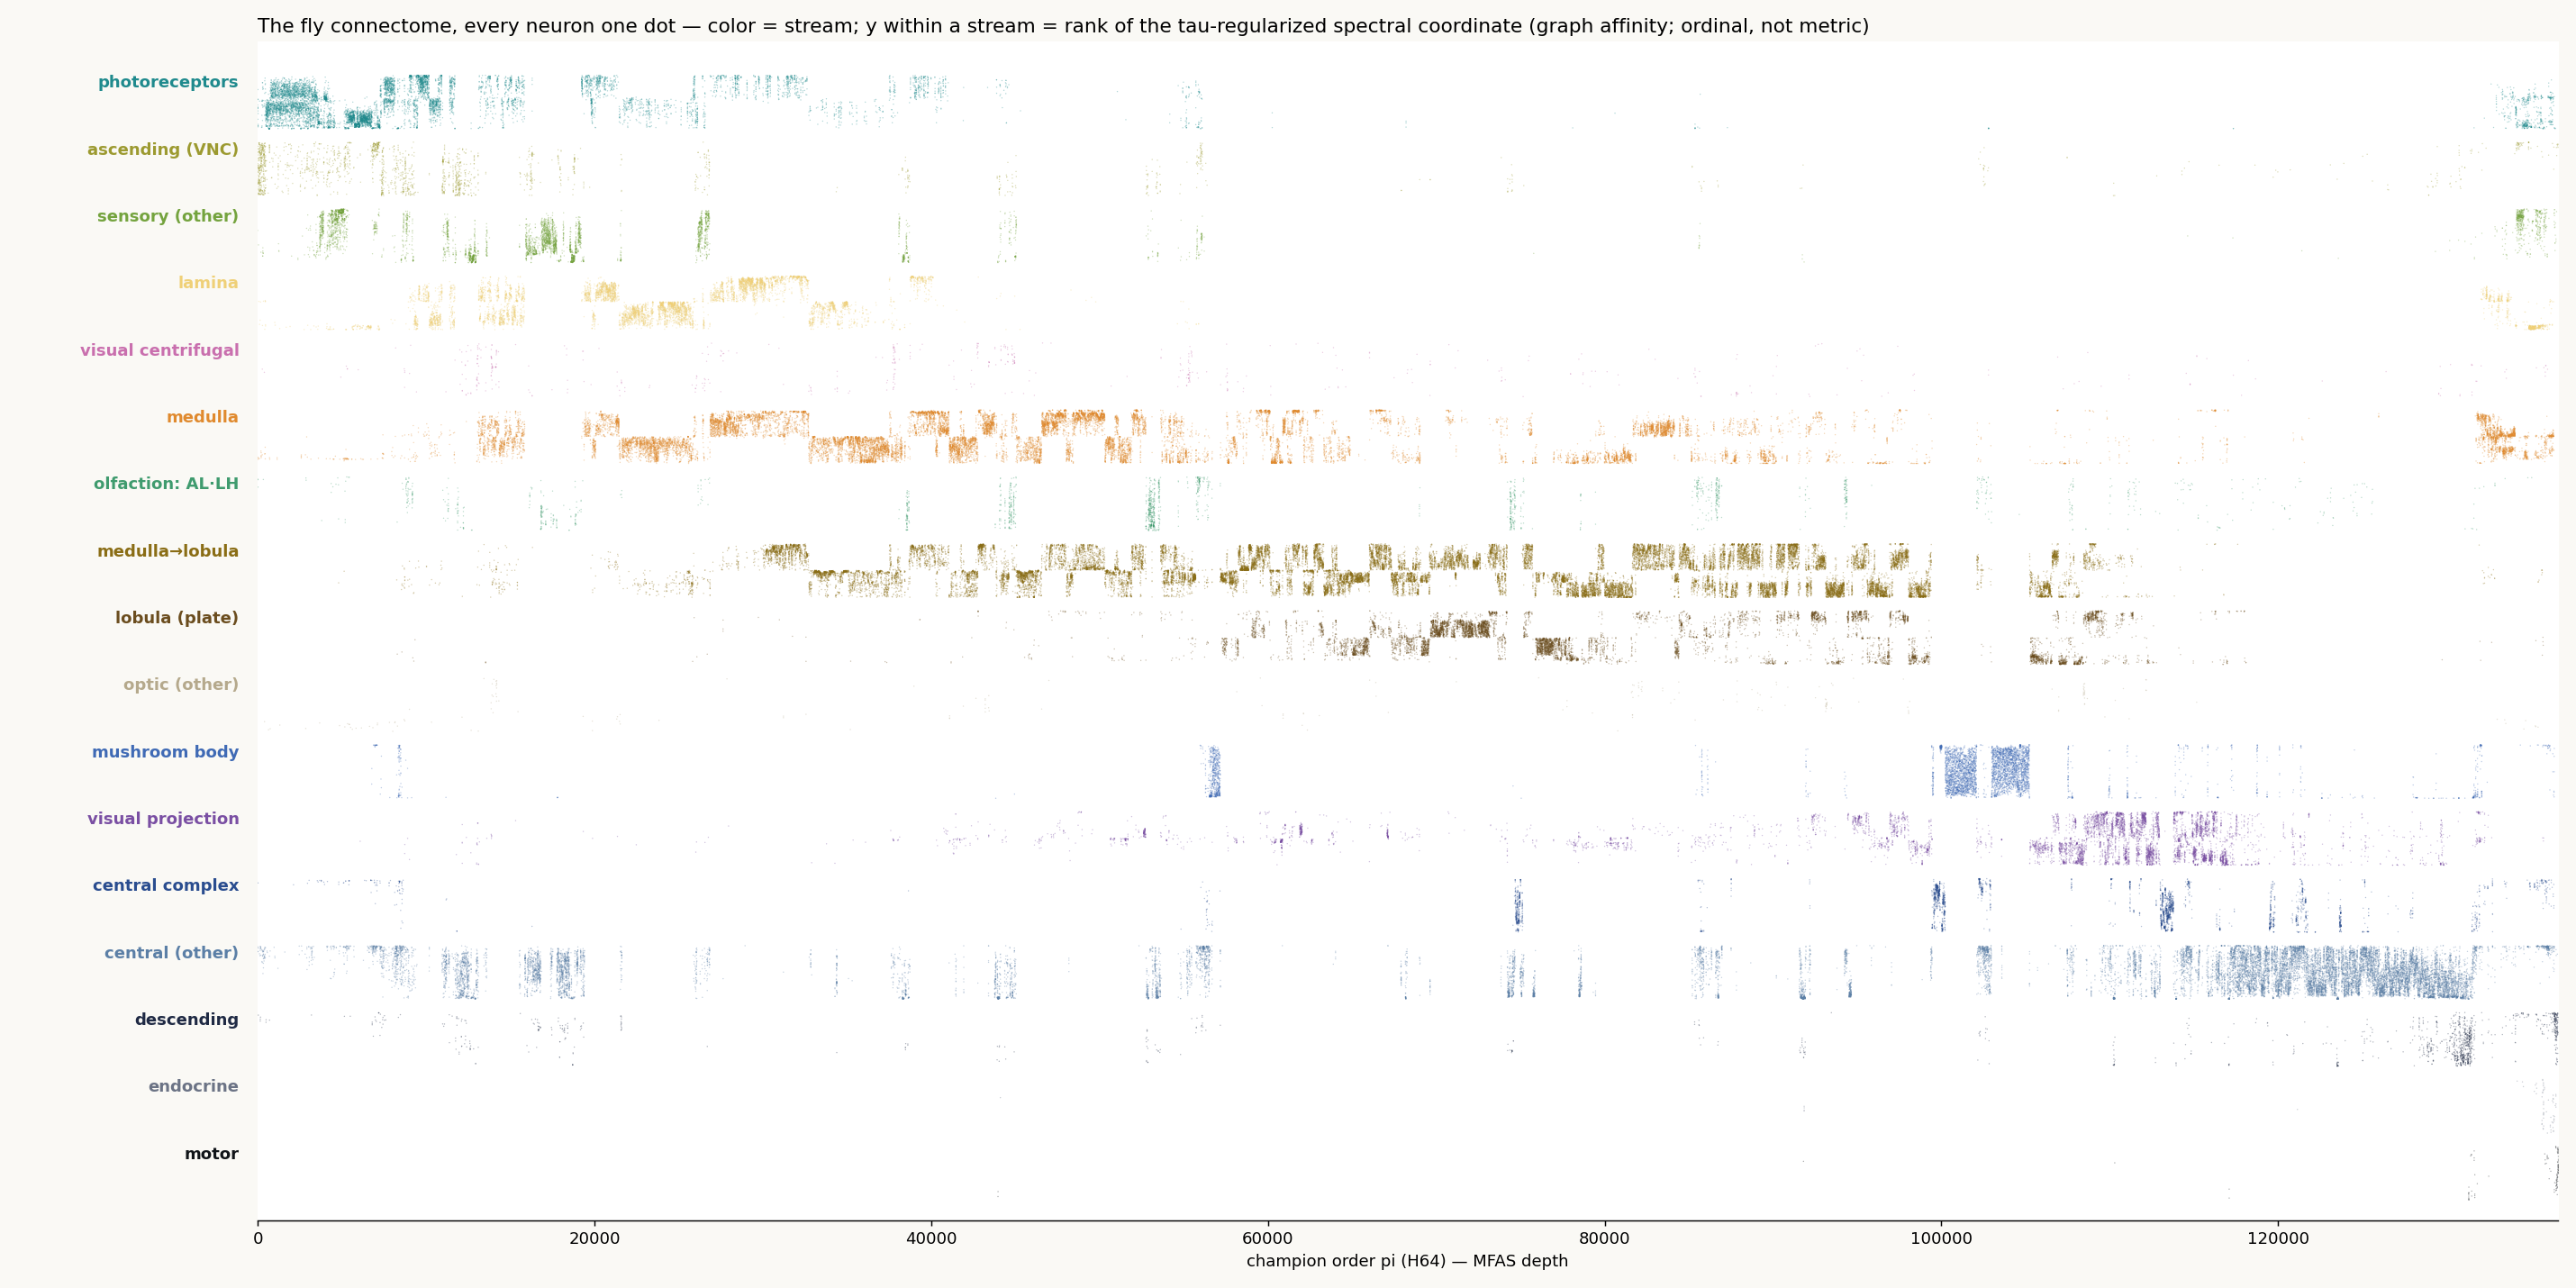 The fly connectome, every neuron one dot — color = stream; y within a stream = rank of the tau-regularized spectral coordinate (graph affinity; ordinal, not metric)
photoreceptors
ascending (VNC)
sensory (other)
lamina
visual centrifugal
medulla
olfaction: AL·LH
medulla→lobula
lobula (plate)
optic (other)
mushroom body
visual projection
central complex
central (other)
descending
endocrine
motor
0 20000 40000 60000 80000 100000 120000
champion order pi (H64) — MFAS depth